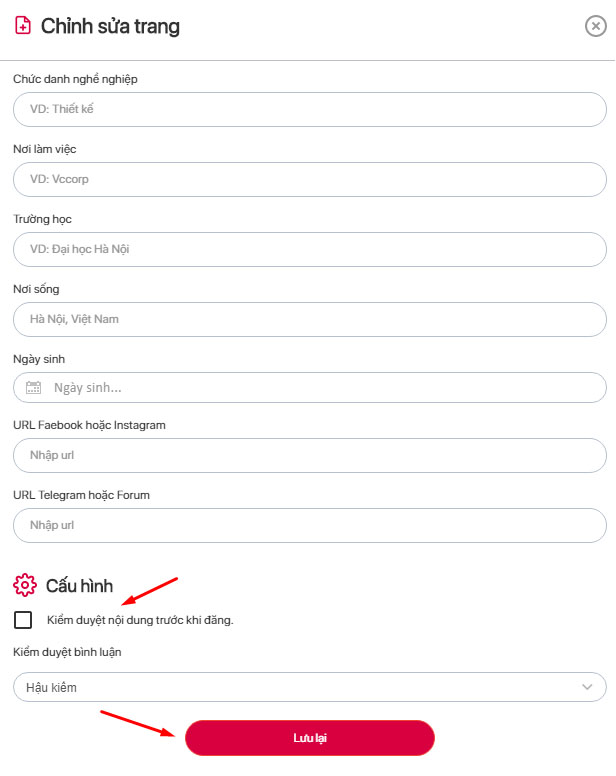 Chỉnh sửa trang
Chức danh nghề nghiệp
VD: Thiết kế
Nơi làm việc
VD: Vccorp
Trường học
VD: Đại học Hà Nội
Nơi sống
Hà Nội, Việt Nam
Ngày sinh
Ngày sinh...
URL Faebook hoặc Instagram
Nhập url
URL Telegram hoặc Forum
Nhập url
Cấu hình
Kiểm duyệt nội dung trước khi đăng.
Kiểm duyệt bình luận
Hậu kiểm
Lưu lại